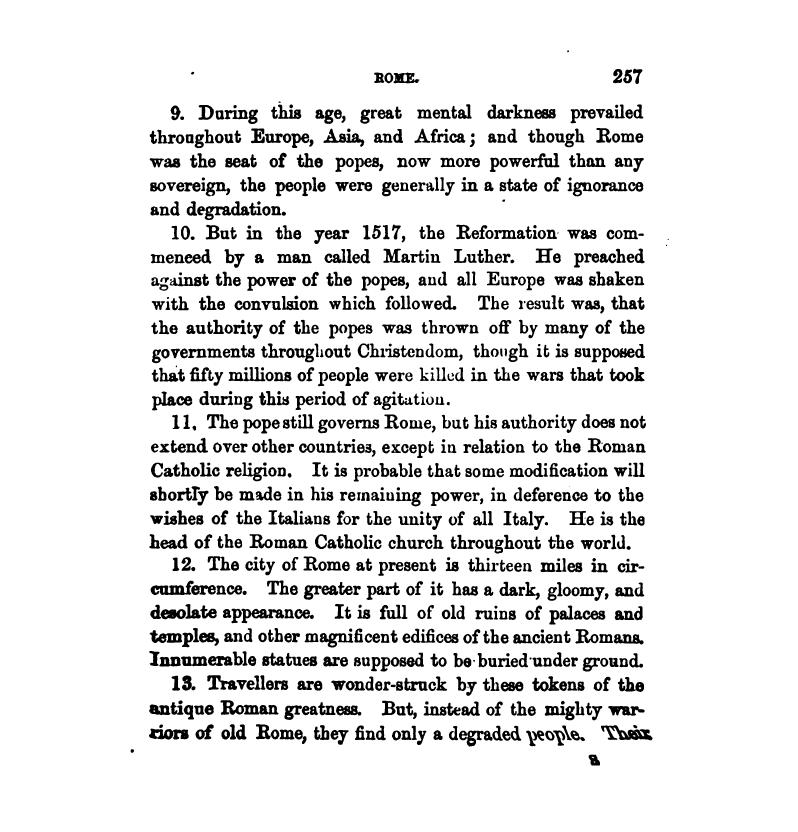 ROME. 257
9. During this age, great mental darkness prevailed
throughout Europe, Asia, and Africa; and though Rome
was the seat of the popes, now more powerful than any
sovereign, the people were generally in a state of ignorance
and degradation.
10. But in the year 1517, the Reformation was com-
menced by a man called Martin Luther. He preached
against the power of the popes, and all Europe was shaken
with the convulsion which followed. The result was, that
the authority of the popes was thrown off by many of the
governments throughout Christendom, though it is supposed
that fifty millions of people were killed in the wars that took
place during this period of agitation.
11. The pope still governs Rome, but his authority does not
extend over other countries, except in relation to the Roman
Catholic religion. It is probable that some modification will
shortly be made in his remaining power, in deference to the
wishes of the Italians for the unity of all Italy. He is the
head of the Roman Catholic church throughout the world.
12. The city of Rome at present is thirteen miles in cir-
cumference. The greater part of it has a dark, gloomy, and
desolate appearance. It is full of old ruins of palaces and
temples, and other magnificent edifices of the ancient Romans.
Innumerable statues are supposed to be buried under ground.
13. Travellers are wonder-struck by these tokens of the
antique Roman greatness. But, instead of the mighty war-
riors of old Rome, they find only a degraded people. Their
S